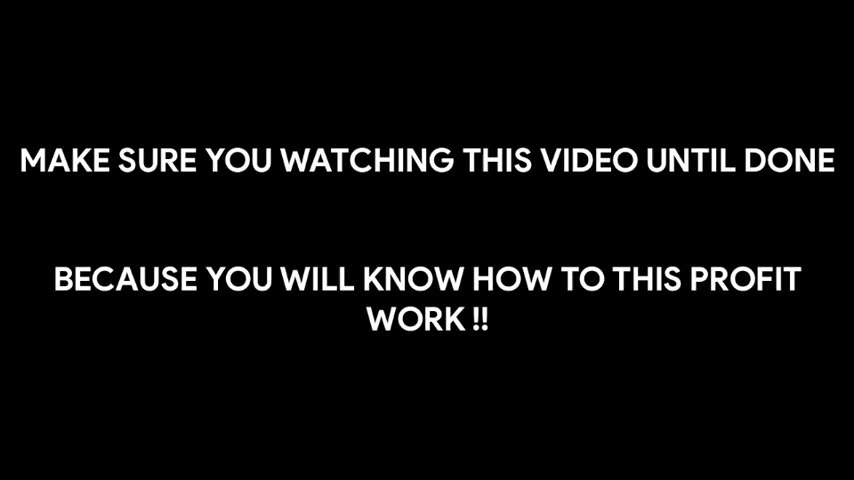 MAKE SURE YOU WATCHING THIS VIDEO UNTIL DONE
BECAUSE YOU WILL KNOW HOW TO THIS PROFIT
WORK !!